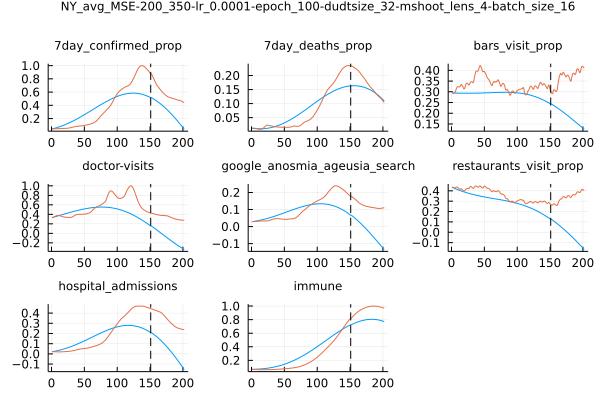 NY_avg_MSE-200_350-lr_0.0001-epoch_100-dudtsize_32-mshoot_lens_4-batch_size_16
7day_confirmed_prop
1.0
0.8
0.6
0.4
0.2
0 50 100 150 200
7day_deaths_prop
0.20
0.15
0.10
0.05
0 50 100 150 200
bars_visit_prop
0.40
0.35
0.30
0.25
0.20
0.15
0 50 100 150 200
doctor-visits
1.0
0.8
0.6
0.4
0.2
0.0
−0.2
0 50 100 150 200
google_anosmia_ageusia_search
0.2
0.1
0.0
−0.1
0 50 100 150 200
restaurants_visit_prop
0.4
0.3
0.2
0.1
0.0
−0.1
0 50 100 150 200
hospital_admissions
0.4
0.3
0.2
0.1
0.0
−0.1
0 50 100 150 200
immune
1.0
0.8
0.6
0.4
0.2
0 50 100 150 200